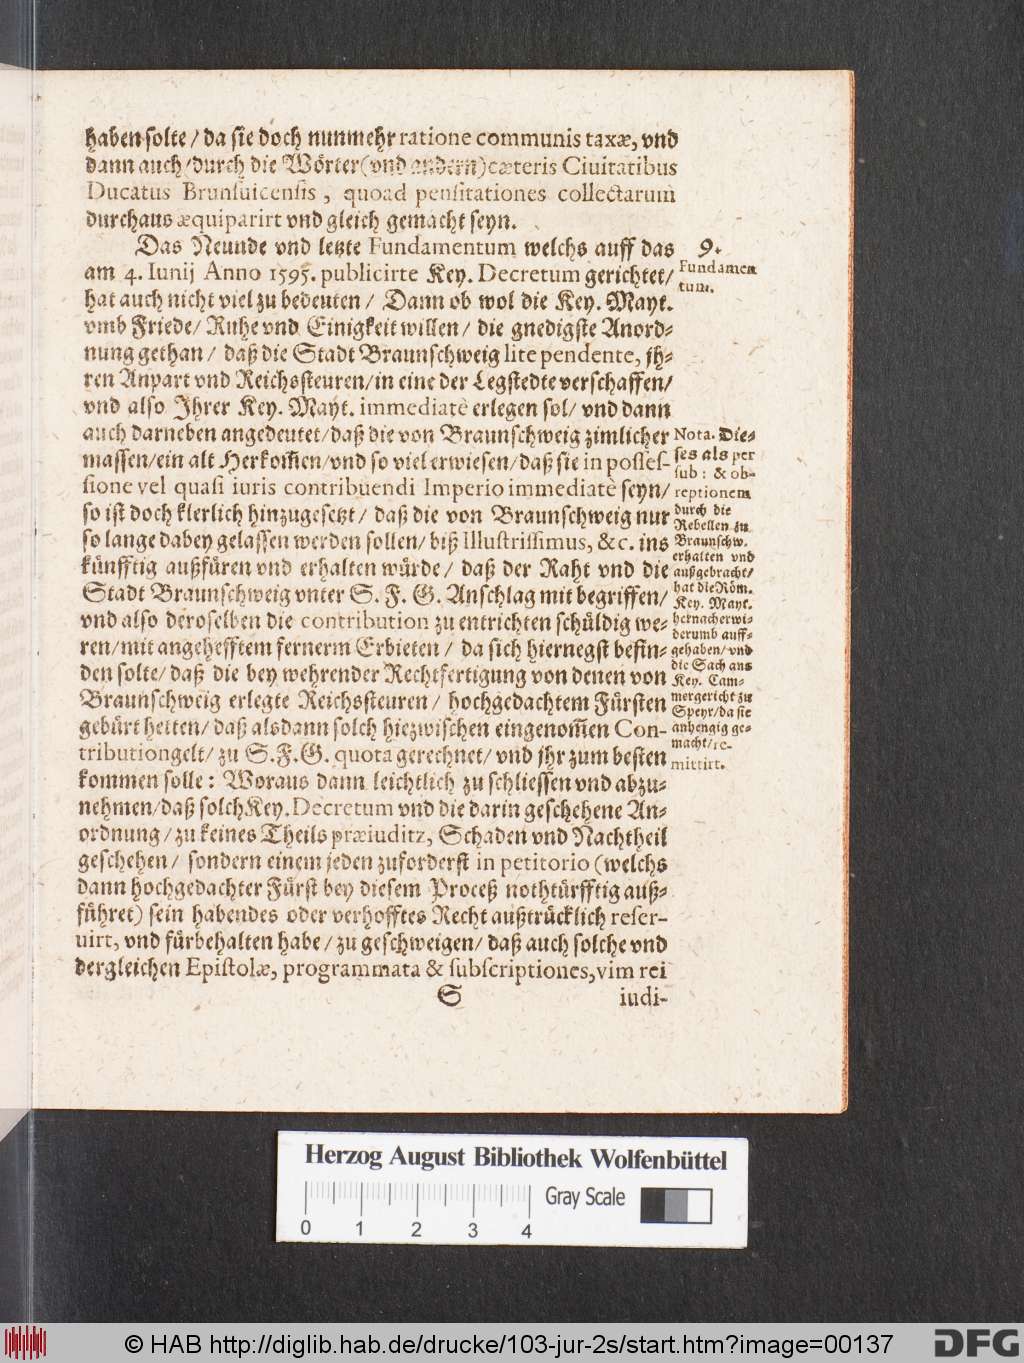 haben solte / da sie doch nunmehr ratione communis taxæ, vnd
dann auch / durch die Wörter (vnd andern) cæteris Ciuitatibus
Ducatus Brunsuicensis , quoad pensitationes collectarum
durchaus æquiparirt vnd gleich gemacht seyn.
Das Neunde vnd letzte Fundamentum welchs auff das
am 4. Iunij Anno 1595. publicirte Key. Decretum gerichtet /
hat auch nicht viel zu bedeuten / Dann ob wol die Key. Mayt.
vmb Friede / Ruhe vnd Einigkeit willen / die gnedigste Anord-
nung gethan / daß die Stadt Braunschweig lite pendente, jh-
ren Anpart vnd Reichssteuren / in eine der Legstedte verschaffen /
vnd also Jhrer Key. Mayt. immediatè erlegen sol / vnd dann
auch darneben angedeutet / daß die von Braunschweig zimlicher
massen / ein alt Herkom̃en / vnd so viel erwiesen / daß sie in posses-
sione vel quasi iuris contribuendi Imperio immediatè seyn /
so ist doch klerlich hinzugesetzt / daß die von Braunschweig nur
so lange dabey gelassen werden sollen / biß Illustrissimus, &c. ins
künfftig außfüren vnd erhalten würde / daß der Raht vnd die
Stadt Braunschweig vnter S. F. G. Anschlag mit begriffen /
vnd also deroselben die contribution zu entrichten schüldig we-
ren / mit angehefftem fernerm Erbieten / da sich hiernegst befin-
den solte / daß die bey wehrender Rechtfertigung von denen von
Braunschweig erlegte Reichssteuren / hochgedachtem Fürsten
gebürt hetten / daß alsdann solch hiezwischen eingenom̃en Con-
tributiongelt / zu S. F. G. quota gerechnet / vnd jhr zum besten
kommen solle : Woraus dann leichtlich zu schliessen vnd abzu-
nehmen / daß solch Key. Decretum vnd die darin geschehene An-
ordnung / zu keines Theils præiuditz, Schaden vnd Nachtheil
geschehen / sondern einem jeden zuforderst in petitorio (welchs
dann hochgedachter Fürst bey diesem Proceß nothtürfftig auß-
führet) sein habendes oder verhofftes Recht außtrücklich reser-
uirt, vnd fürbehalten habe / zu geschweigen / daß auch solche vnd
dergleichen Epistolæ, programmata & subscriptiones, vim rei
S
iudi-
9.
Fundamen
tum.
Nota. Die-
ses als per
sub : & ob-
reptionem
durch die
Rebellen zu
Braunschw.
erhalten vnd
außgebracht /
hat die Röm.
Key. Mayt.
hernacher wi-
derumb auff-
gehaben / vnd
die Sach ans
Key. Cam-
mergericht zu
Speyr / da sie
anhengig ge-
macht / re-
mittirt.
Herzog August Bibliothek Wolfenbüttel
Gray Scale
0 1 2 3 4
© HAB http://diglib.hab.de/drucke/103-jur-2s/start.htm?image=00137
DFG